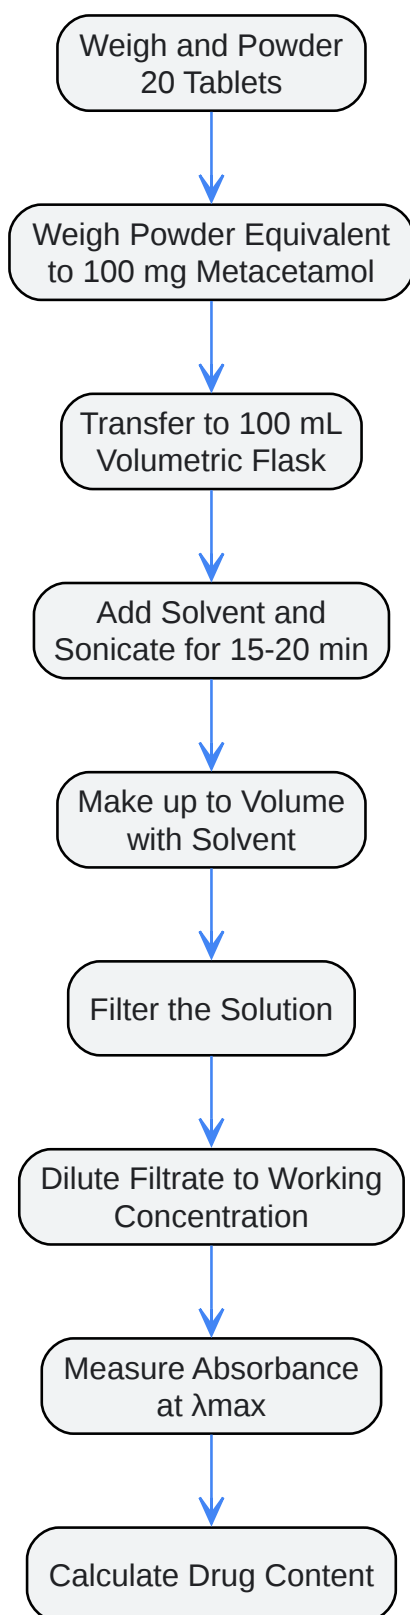 Weigh and Powder
20 Tablets
Weigh Powder Equivalent
to 100 mg Metacetamol
Transfer to 100 mL
Volumetric Flask
Add Solvent and
Sonicate for 15-20 min
Make up to Volume
with Solvent
Filter the Solution
Dilute Filtrate to Working
Concentration
Measure Absorbance
at λmax
Calculate Drug Content